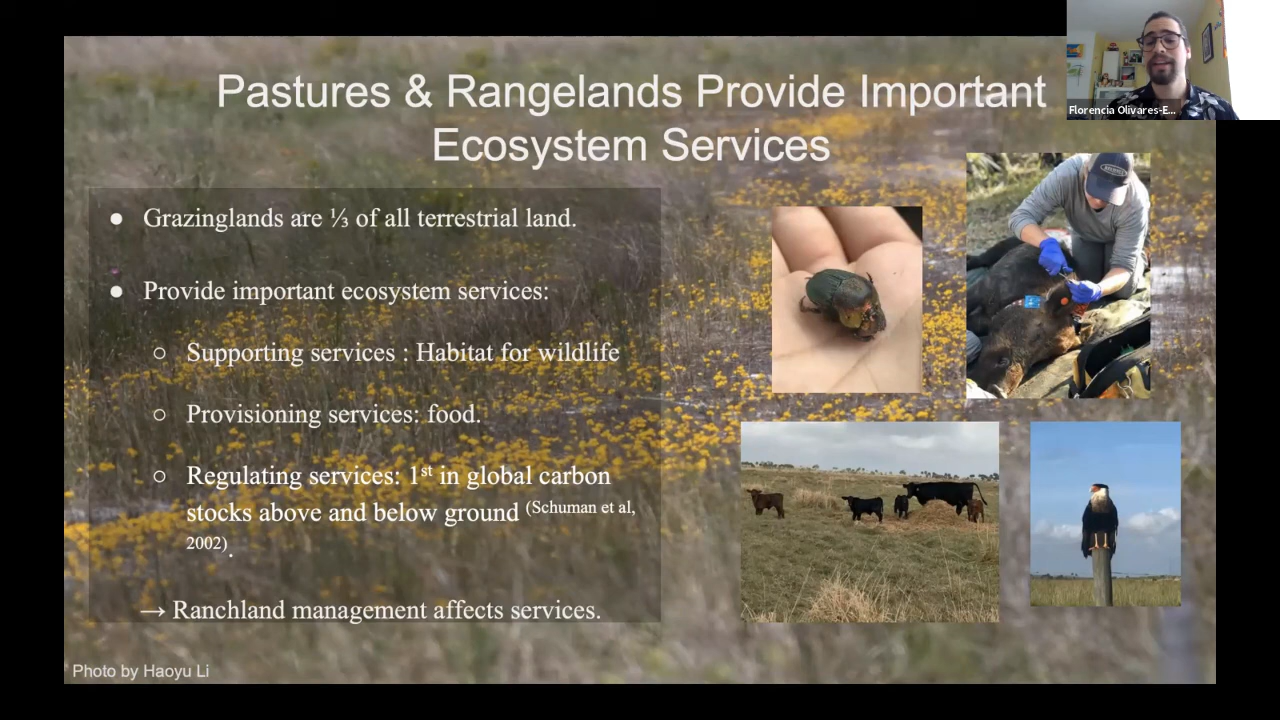 Pastures & Rangelands Provide Important
Ecosystem Services
Florencia Olivares-E...
● Grazinglands are ⅓ of all terrestrial land.
● Provide important ecosystem services:
○ Supporting services : Habitat for wildlife
○ Provisioning services: food.
○ Regulating services: 1st in global carbon
stocks above and below ground (Schuman et al,
2002).
→ Ranchland management affects services.
Photo by Haoyu Li